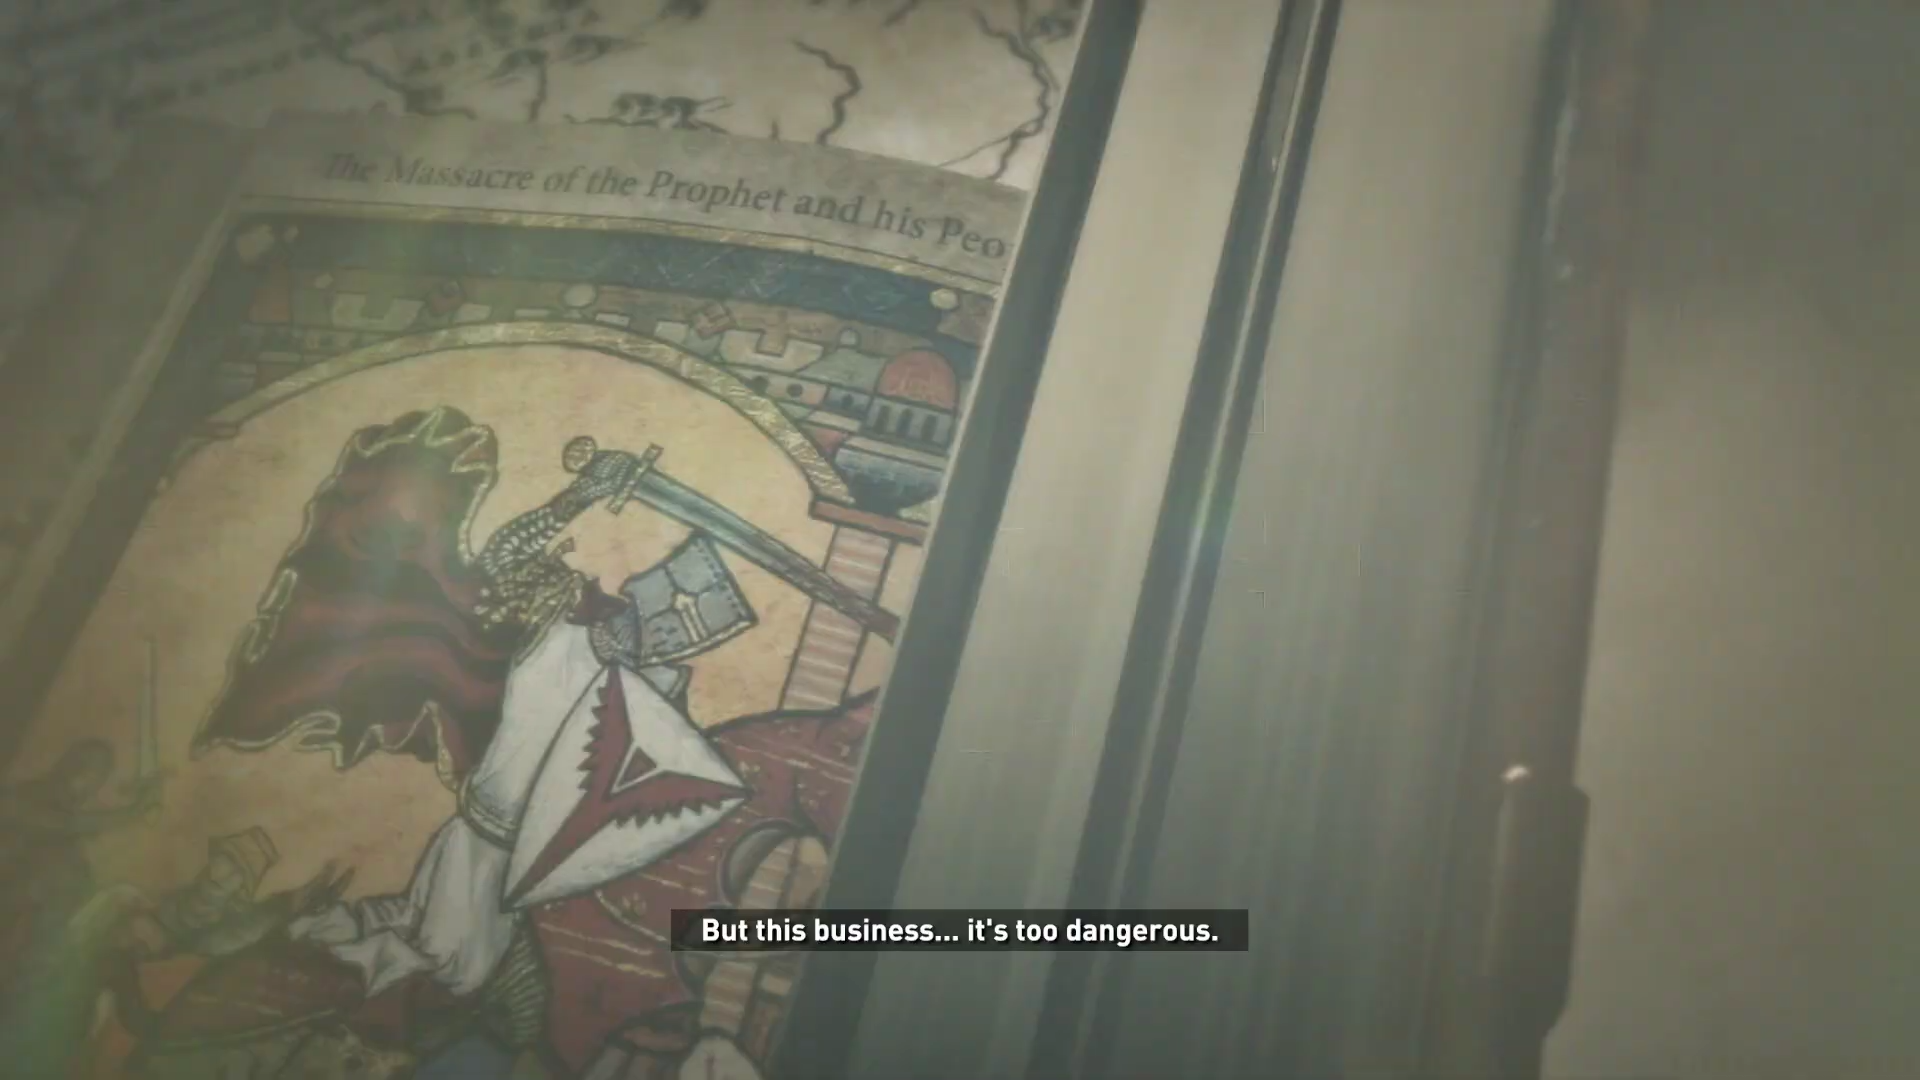 The Massacre of the Prophet and his Peo
But this business... it's too dangerous.